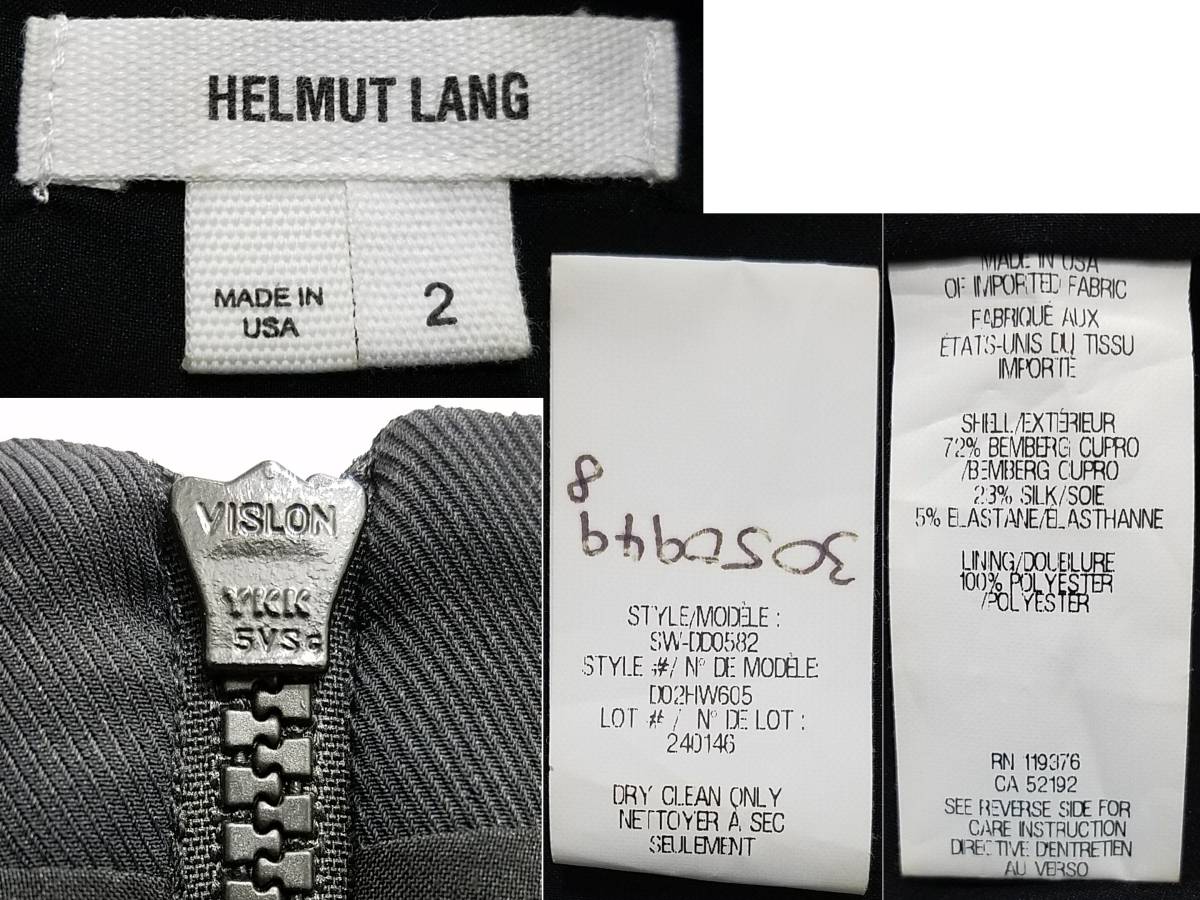 HELMUT LANG
MADE IN
USA
2
VISLON
YKK
5VS
8
3050949
STYLE/MODÈLE :
SW-DD0582
STYLE #/ Nº DE MODÈLE:
D02HW605
LOT # / Nº DE LOT :
240146
DRY CLEAN ONLY
NETTOYER À SEC
SEULEMENT
MADE IN USA
OF IMPORTED FABRIC
FABRIQUÉ AUX
ÉTATS-UNIS DU TISSU
IMPORTÉ
SHELL/EXTÉRIEUR
72% BEMBERG CUPRO
/BEMBERG CUPRO
23% SILK/SOIE
5% ELASTANE/ELASTHANNE
LINING/DOUBLURE
100% POLYESTER
/POLYESTER
RN 119376
CA 52192
SEE REVERSE SIDE FOR
CARE INSTRUCTION
DIRECTIVE D'ENTRETIEN
AU VERSO